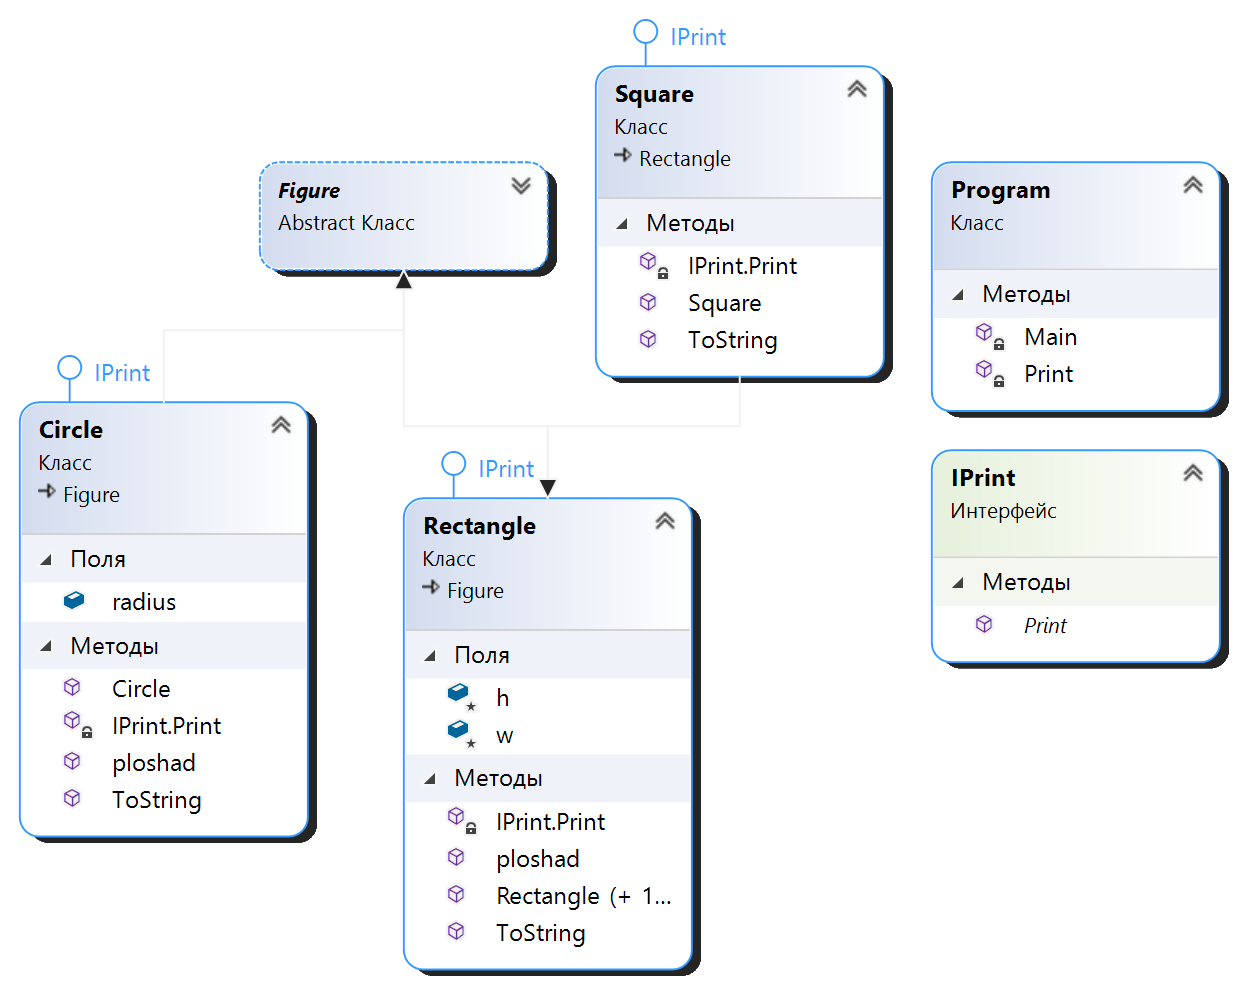 IPrint
Square
Класс
Rectangle
Методы
IPrint.Print
Square
ToString
Figure
Abstract Класс
Program
Класс
Методы
Main
Print
IPrint
Circle
Класс
Figure
Поля
radius
Методы
Circle
IPrint.Print
ploshad
ToString
IPrint
Rectangle
Класс
Figure
Поля
h
w
Методы
IPrint.Print
ploshad
Rectangle (+ 1...
ToString
IPrint
Интерфейс
Методы
Print